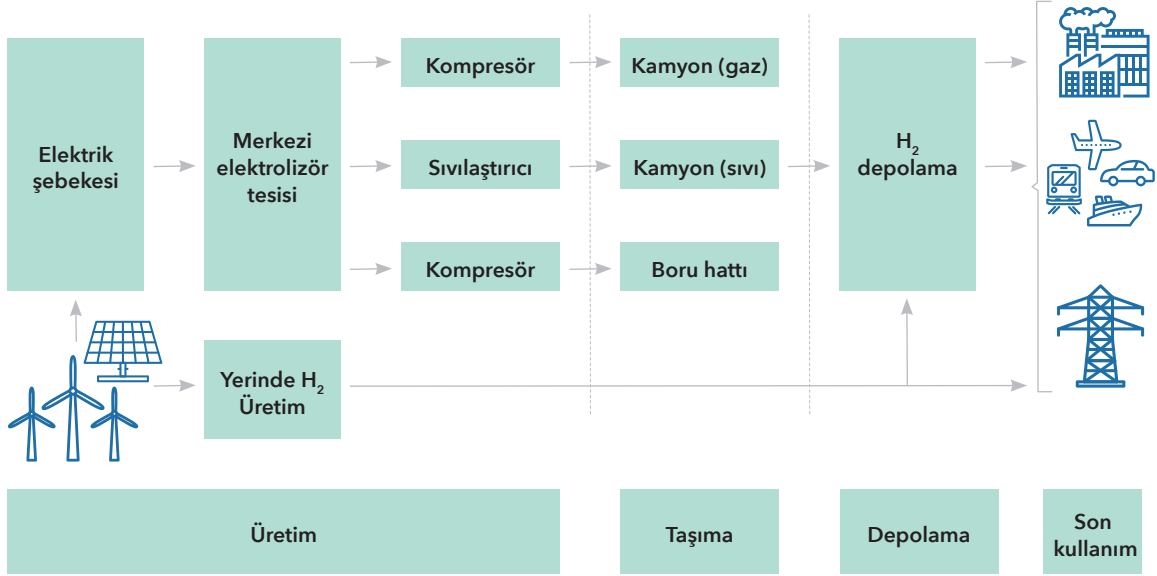 Elektrik
şebekesi
Merkezi
elektrolizör
tesisi
Kompresör
Kamyon (gaz)
Sıvılaştırıcı
Kamyon (sıvı)
Kompresör
Boru hattı
H₂
depolama
Yerinde H₂
Üretim
Üretim
Taşıma
Depolama
Son
kullanım